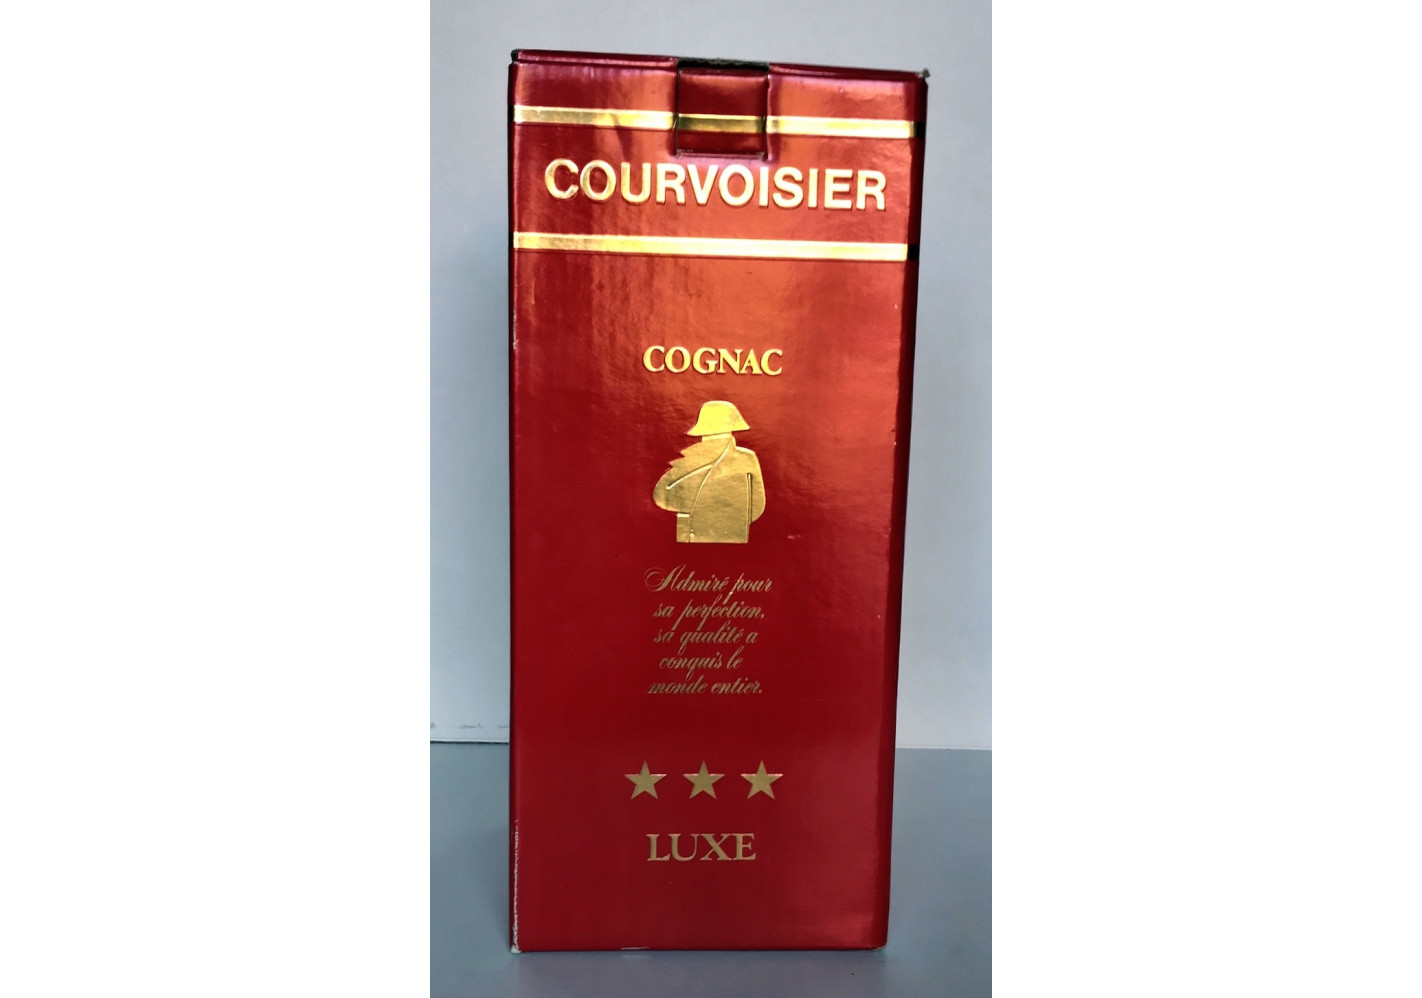 COURVOISIER
COGNAC
Admiré pour
sa perfection,
sa qualité a
conquis le
monde entier.
LUXE